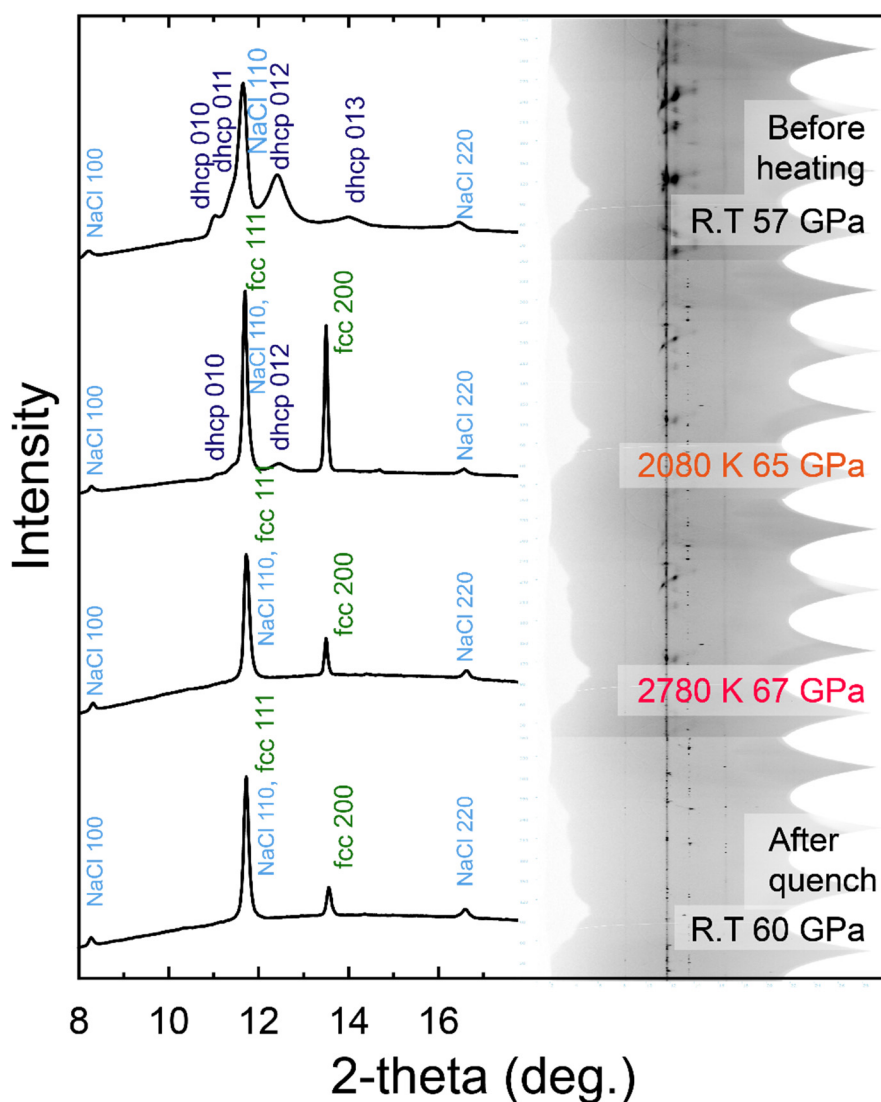 Intensity
NaCl 100
dhcp 010
dhcp 011
NaCl 110
dhcp 012
dhcp 013
NaCl 220
Before
heating
R.T 57 GPa
NaCl 100
dhcp 010
NaCl 110, fcc 111
dhcp 012
fcc 200
NaCl 220
2080 K 65 GPa
NaCl 100
NaCl 110, fcc 111
fcc 200
NaCl 220
2780 K 67 GPa
NaCl 100
NaCl 110, fcc 111
fcc 200
NaCl 220
After
quench
R.T 60 GPa
8 10 12 14 16
2-theta (deg.)